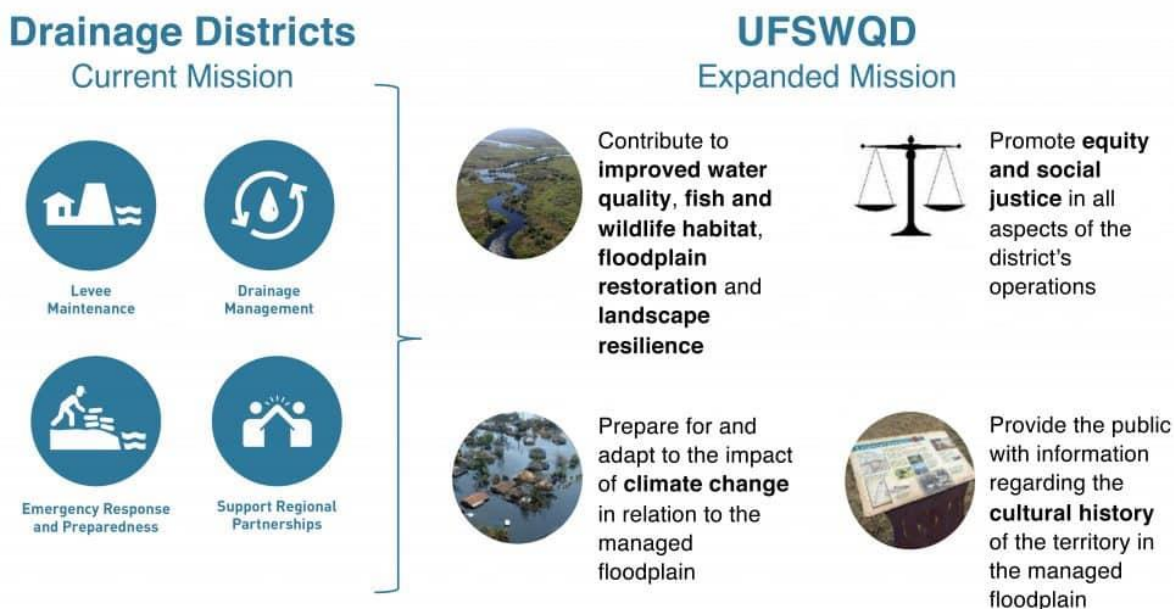 Drainage Districts
Current Mission
Levee
Maintenance
Drainage
Management
Emergency Response
and Preparedness
Support Regional
Partnerships
UFSWQD
Expanded Mission
Contribute to
improved water
quality, fish and
wildlife habitat,
floodplain
restoration and
landscape
resilience
Promote equity
and social
justice in all
aspects of the
district's
operations
Prepare for and
adapt to the impact
of climate change
in relation to the
managed
floodplain
Provide the public
with information
regarding the
cultural history
of the territory in
the managed
floodplain